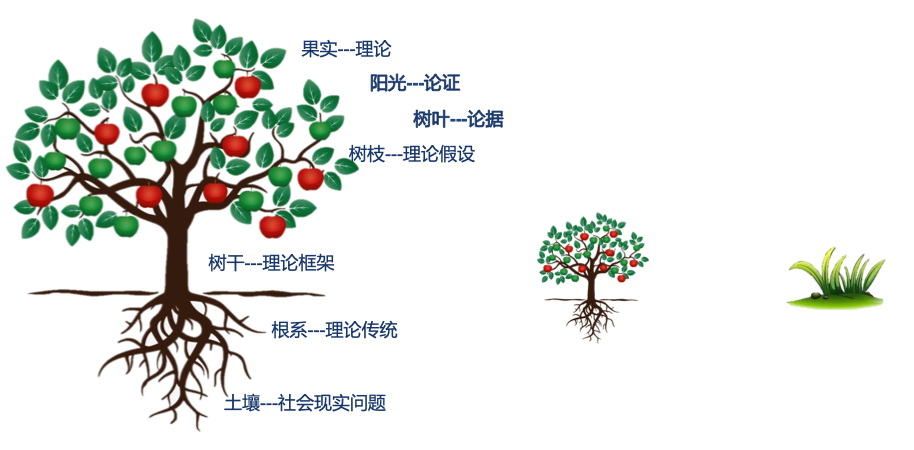 果实---理论
阳光---论证
树叶---论据
树枝---理论假设
树干---理论框架
根系---理论传统
土壤---社会现实问题